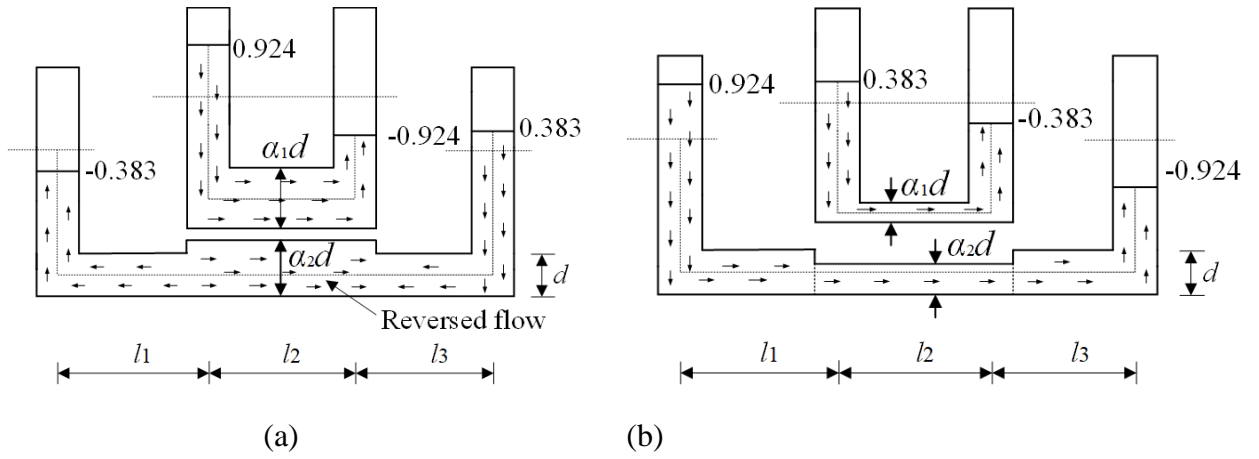 0.924
-0.924
0.383
-0.383
α₁d
α₂d
d
Reversed flow
l1
l2
l3
(a)
0.924
0.383
-0.383
-0.924
α₁d
α₂d
d
l1
l2
l3
(b)